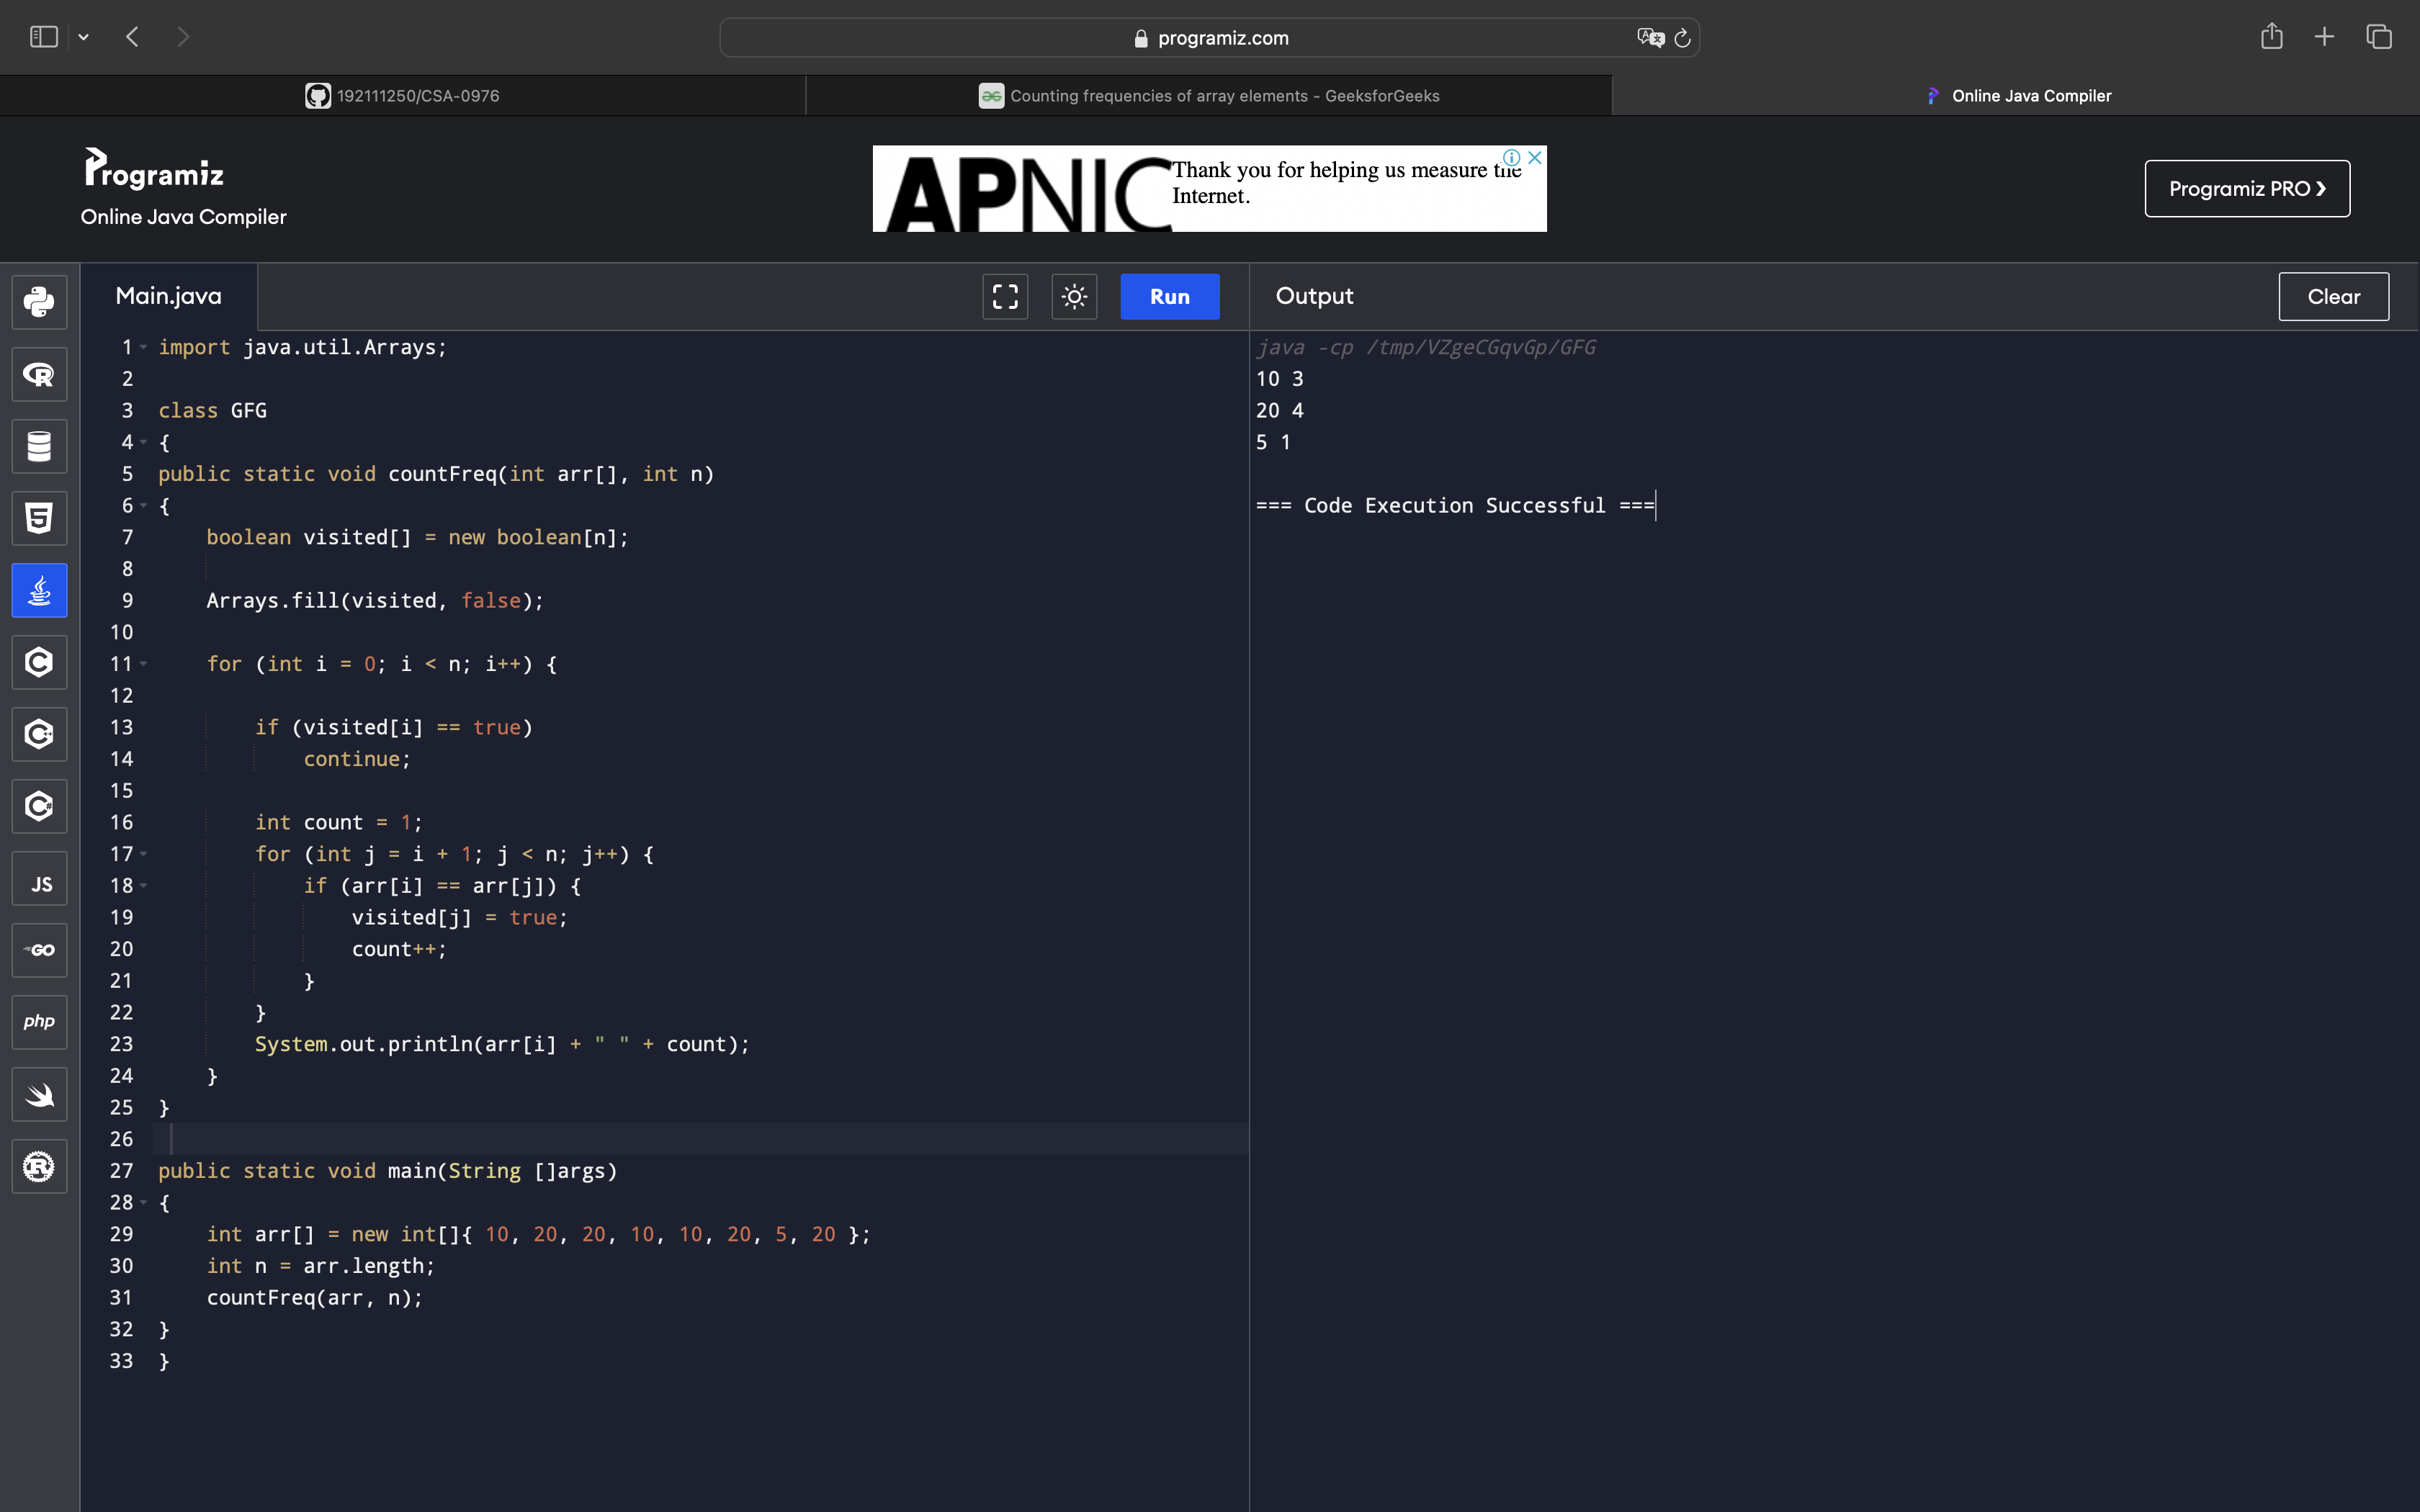 programiz.com
192111250/CSA-0976
Counting frequencies of array elements - GeeksforGeeks
Online Java Compiler
Programiz
Online Java Compiler
APNIC
Thank you for helping us measure the
Internet.
Programiz PRO ❯
Main.java
Run
Output
Clear
1 import java.util.Arrays;
2
3 class GFG
4 {
5 public static void countFreq(int arr[], int n)
6 {
7     boolean visited[] = new boolean[n];
8
9     Arrays.fill(visited, false);
10
11     for (int i = 0; i < n; i++) {
12
13         if (visited[i] == true)
14             continue;
15
16         int count = 1;
17         for (int j = i + 1; j < n; j++) {
18             if (arr[i] == arr[j]) {
19                 visited[j] = true;
20                 count++;
21             }
22         }
23         System.out.println(arr[i] + " " + count);
24     }
25 }
26
27 public static void main(String []args)
28 {
29     int arr[] = new int[]{ 10, 20, 20, 10, 10, 20, 5, 20 };
30     int n = arr.length;
31     countFreq(arr, n);
32 }
33 }
java -cp /tmp/VZgeCGqvGp/GFG
10 3
20 4
5 1
=== Code Execution Successful ===
R
5
C
C++
C#
JS
GO
php
R